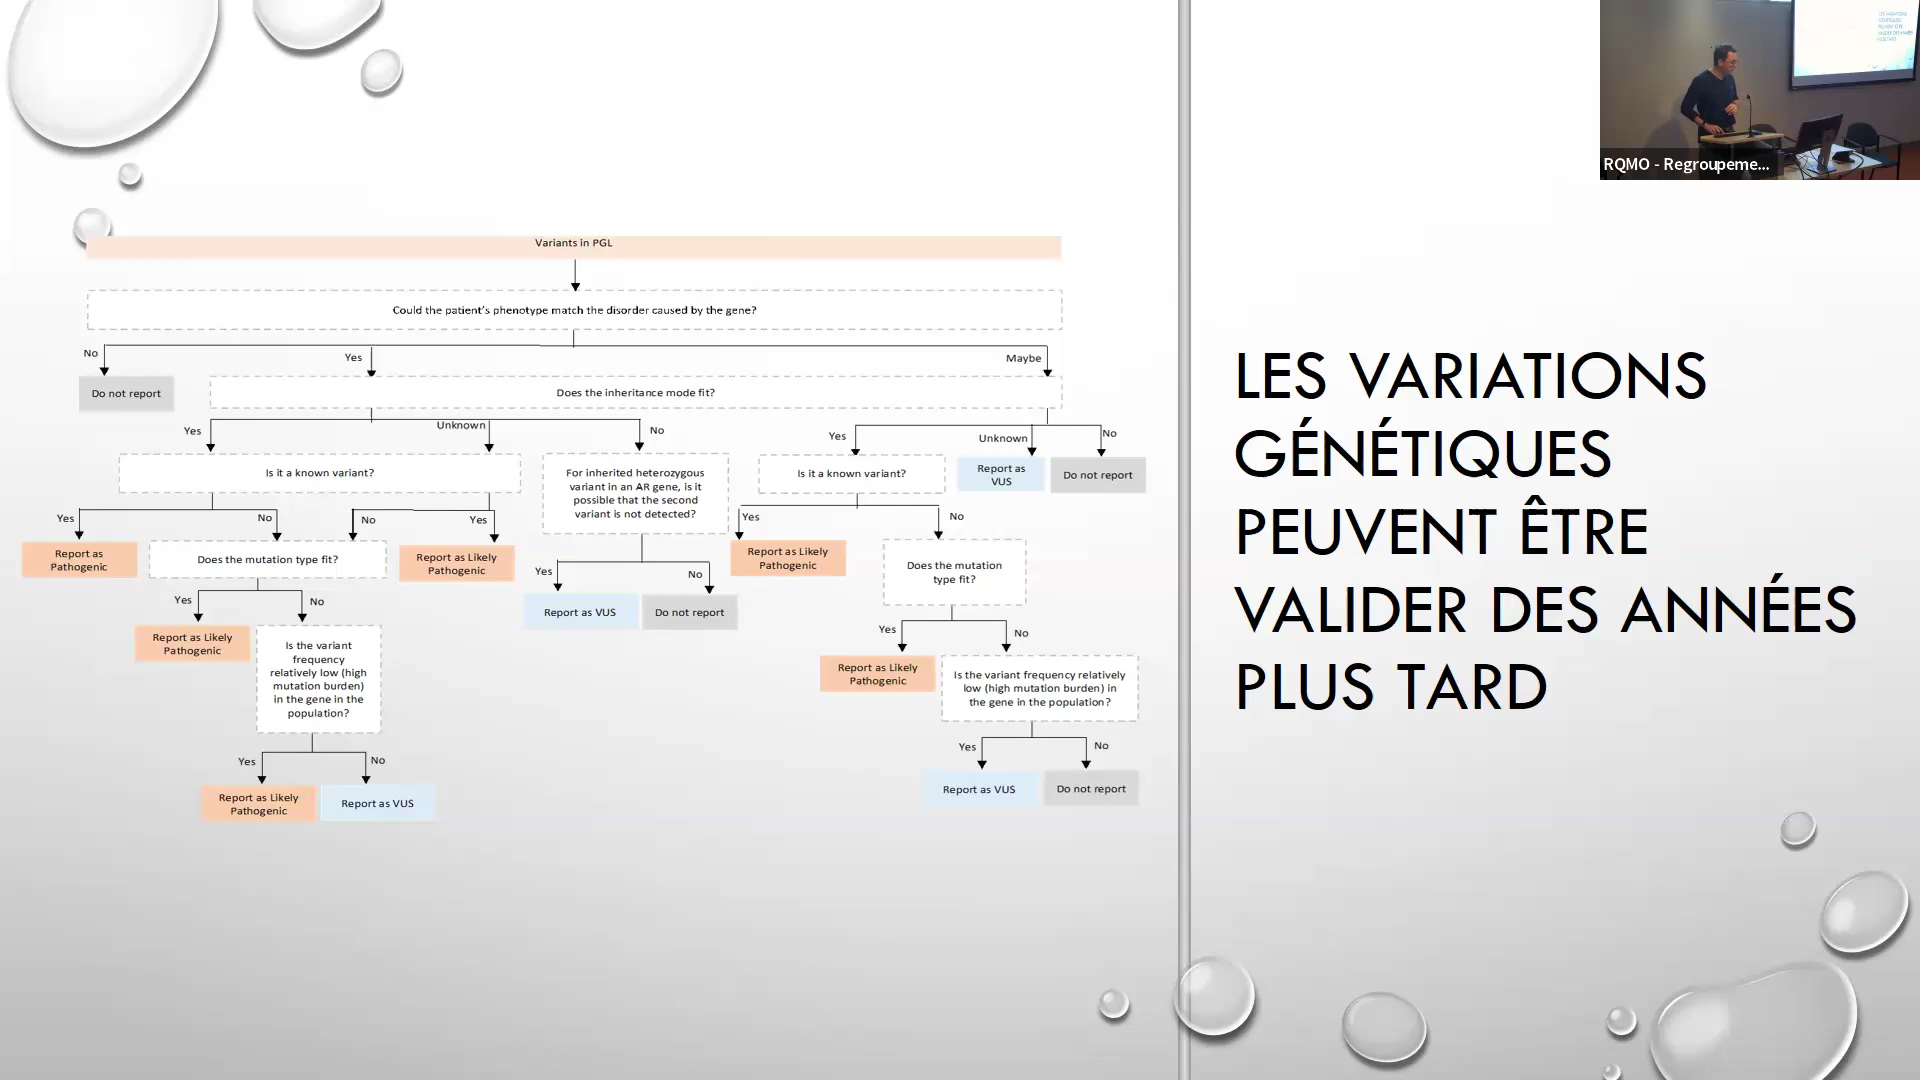 RQMO - Regroupeme...
Variants in PGL
Could the patient's phenotype match the disorder caused by the gene?
No
Yes
Maybe
Do not report
Does the inheritance mode fit?
Yes
Unknown
No
Yes
Unknown
No
Is it a known variant?
For inherited heterozygous
variant in an AR gene, is it
possible that the second
variant is not detected?
Is it a known variant?
Report as
VUS
Do not report
Yes
No
No
Yes
Yes
No
Report as
Pathogenic
Does the mutation type fit?
Report as Likely
Pathogenic
Yes
No
Report as Likely
Pathogenic
Does the mutation
type fit?
Yes
No
Report as VUS
Do not report
Yes
No
Report as Likely
Pathogenic
Is the variant
frequency
relatively low (high
mutation burden)
in the gene in the
population?
Report as Likely
Pathogenic
Is the variant frequency relatively
low (high mutation burden) in
the gene in the population?
Yes
No
Yes
No
Report as Likely
Pathogenic
Report as VUS
Report as VUS
Do not report
LES VARIATIONS
GÉNÉTIQUES
PEUVENT ÊTRE
VALIDER DES ANNÉES
PLUS TARD